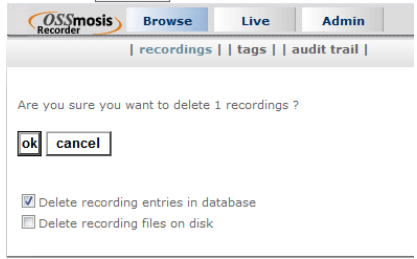 OSSmosis Browse Live Admin
Recorder
| recordings | | tags | | audit trail |
Are you sure you want to delete 1 recordings ?
ok cancel
Delete recording entries in database
Delete recording files on disk